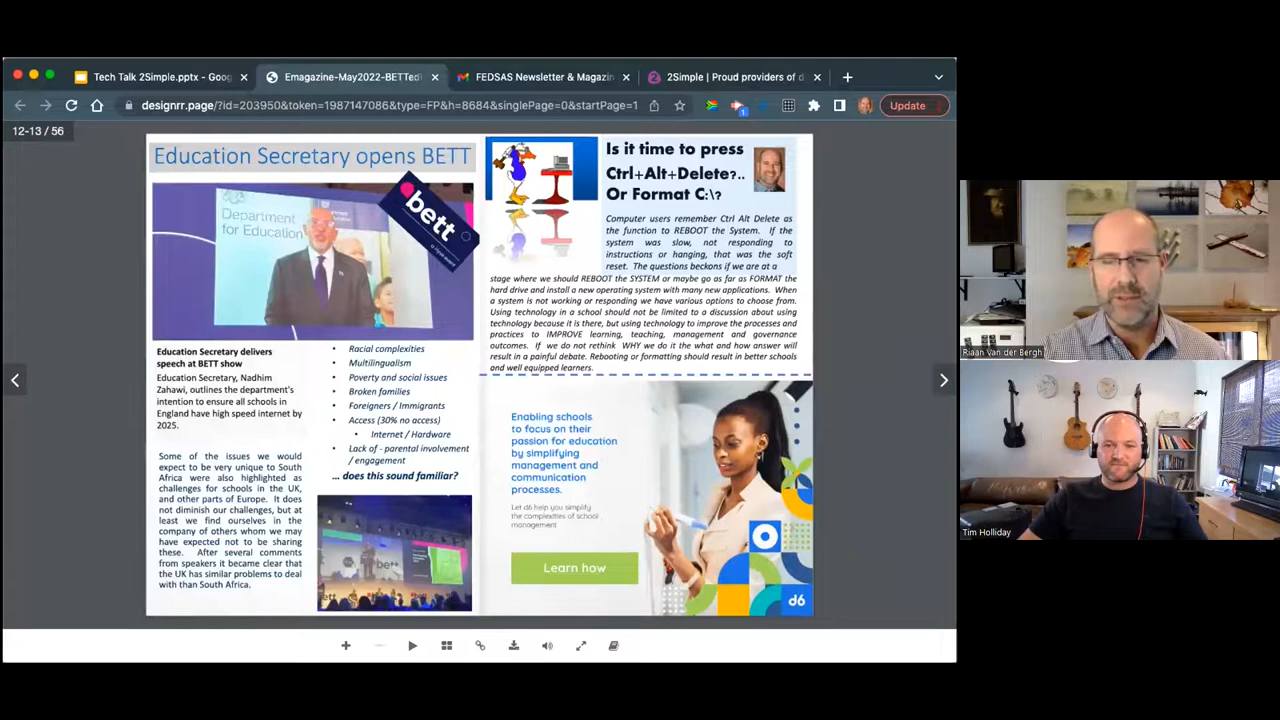 Tech Talk 2Simple.pptx - Goog
Emagazine-May2022-BETTed
FEDSAS Newsletter & Magazin
2Simple | Proud providers of d
designrr.page/?id=203950&token=1987147086&type=FP&h=8684&singlePage=0&startPage=1
1
Update
12-13 / 56
Education Secretary opens BETT
Department
for Education
bett
Education Secretary delivers
speech at BETT show
Education Secretary, Nadhim
Zahawi, outlines the department's
intention to ensure all schools in
England have high speed internet by
2025.
Some of the issues we would
expect to be very unique to South
Africa were also highlighted as
challenges for schools in the UK,
and other parts of Europe. It does
not diminish our challenges, but at
least we find ourselves in the
company of others whom we may
have expected not to be sharing
these. After several comments
from speakers it became clear that
the UK has similar problems to deal
with than South Africa.
• Racial complexities
• Multilingualism
• Poverty and social issues
• Broken families
• Foreigners / Immigrants
• Access (30% no access)
• Internet / Hardware
• Lack of - parental involvement
/ engagement
... does this sound familiar?
bett
Is it time to press
Ctrl+Alt+Delete?..
Or Format C:\?
Computer users remember Ctrl Alt Delete as
the function to REBOOT the System. If the
system was slow, not responding to
instructions or hanging, that was the soft
reset. The questions beckons if we are at a
stage where we should REBOOT the SYSTEM or maybe go as far as FORMAT the
hard drive and install a new operating system with many new applications. When
a system is not working or responding we have various options to choose from.
Using technology in a school should not be limited to a discussion about using
technology because it is there, but using technology to improve the processes and
practices to IMPROVE learning, teaching, management and governance
outcomes. If we do not rethink WHY we do it the what and how answer will
result in a painful debate. Rebooting or formatting should result in better schools
and well equipped learners.
Enabling schools
to focus on their
passion for education
by simplifying
management and
communication
processes.
Let d6 help you simplify
the complexities of school
management
Learn how
d6
Riaan Van der Bergh
Tim Holliday